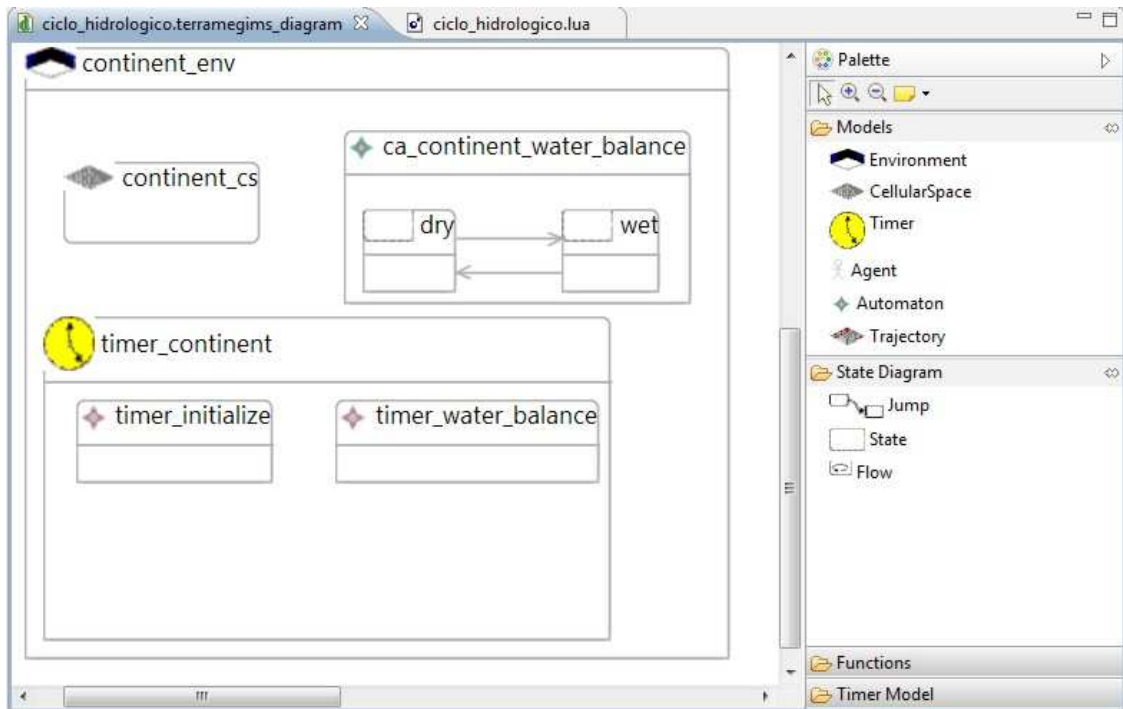 ciclo_hidrologico.terramegims_diagram
ciclo_hidrologico.lua
continent_env
continent_cs
ca_continent_water_balance
dry
wet
timer_continent
timer_initialize
timer_water_balance
Palette
Models
Environment
CellularSpace
Timer
Agent
Automaton
Trajectory
State Diagram
Jump
State
Flow
Functions
Timer Model